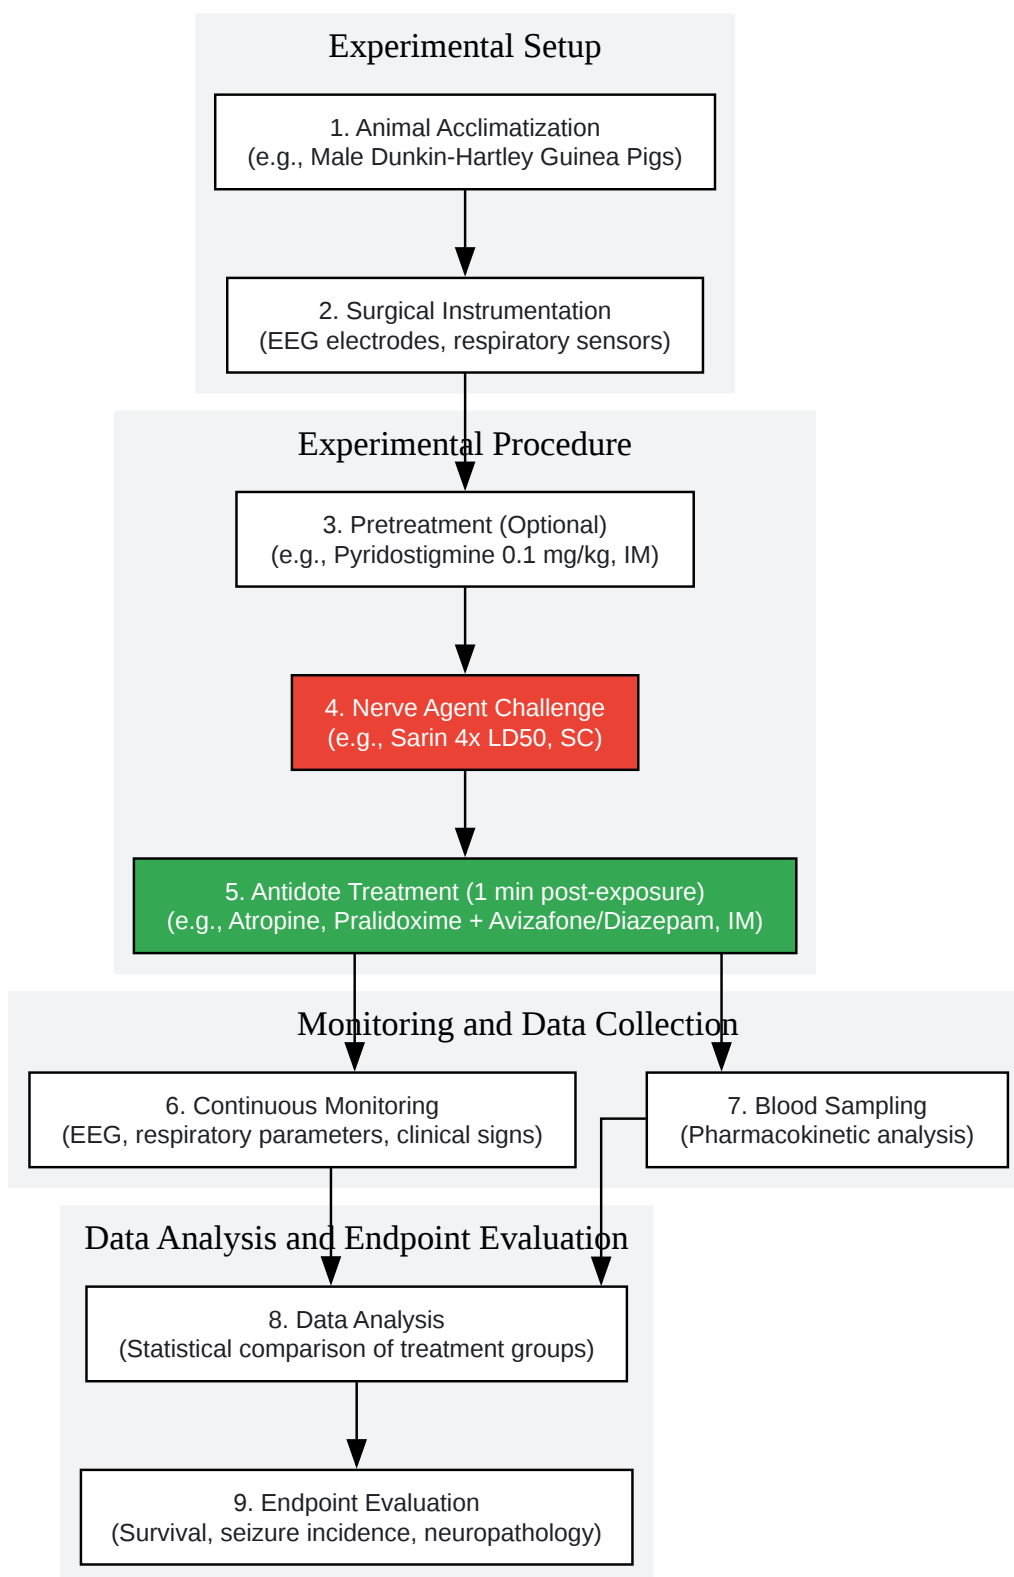 Experimental Setup
1. Animal Acclimatization
(e.g., Male Dunkin-Hartley Guinea Pigs)
2. Surgical Instrumentation
(EEG electrodes, respiratory sensors)
Experimental Procedure
3. Pretreatment (Optional)
(e.g., Pyridostigmine 0.1 mg/kg, IM)
4. Nerve Agent Challenge
(e.g., Sarin 4x LD50, SC)
5. Antidote Treatment (1 min post-exposure)
(e.g., Atropine, Pralidoxime + Avizafone/Diazepam, IM)
Monitoring and Data Collection
6. Continuous Monitoring
(EEG, respiratory parameters, clinical signs)
7. Blood Sampling
(Pharmacokinetic analysis)
Data Analysis and Endpoint Evaluation
8. Data Analysis
(Statistical comparison of treatment groups)
9. Endpoint Evaluation
(Survival, seizure incidence, neuropathology)